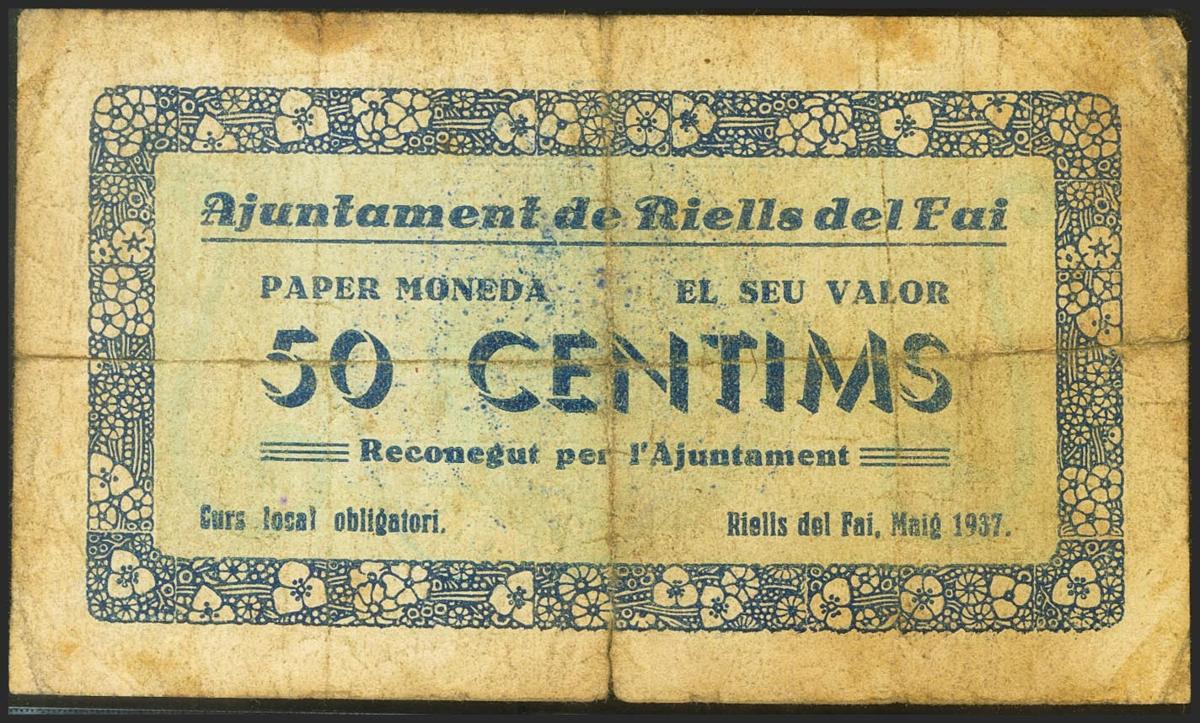 Ajuntament de Riells del Fai
PAPER MONEDA EL SEU VALOR
50 CENTIMS
Reconegut per l'Ajuntament
Curs local obligatori.
Riells del Fai, Maig 1937.